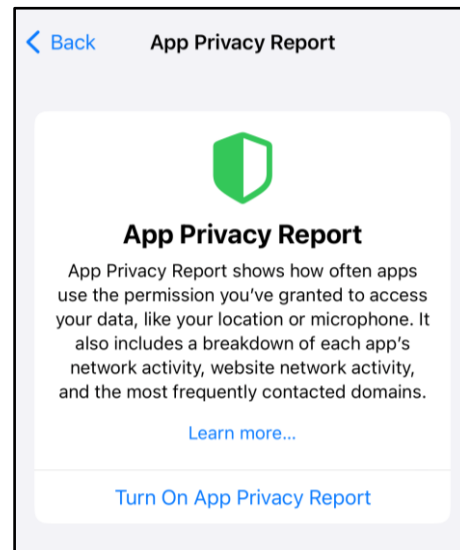 Back
App Privacy Report
App Privacy Report
App Privacy Report shows how often apps
use the permission you’ve granted to access
your data, like your location or microphone. It
also includes a breakdown of each app’s
network activity, website network activity,
and the most frequently contacted domains.
Learn more...
Turn On App Privacy Report